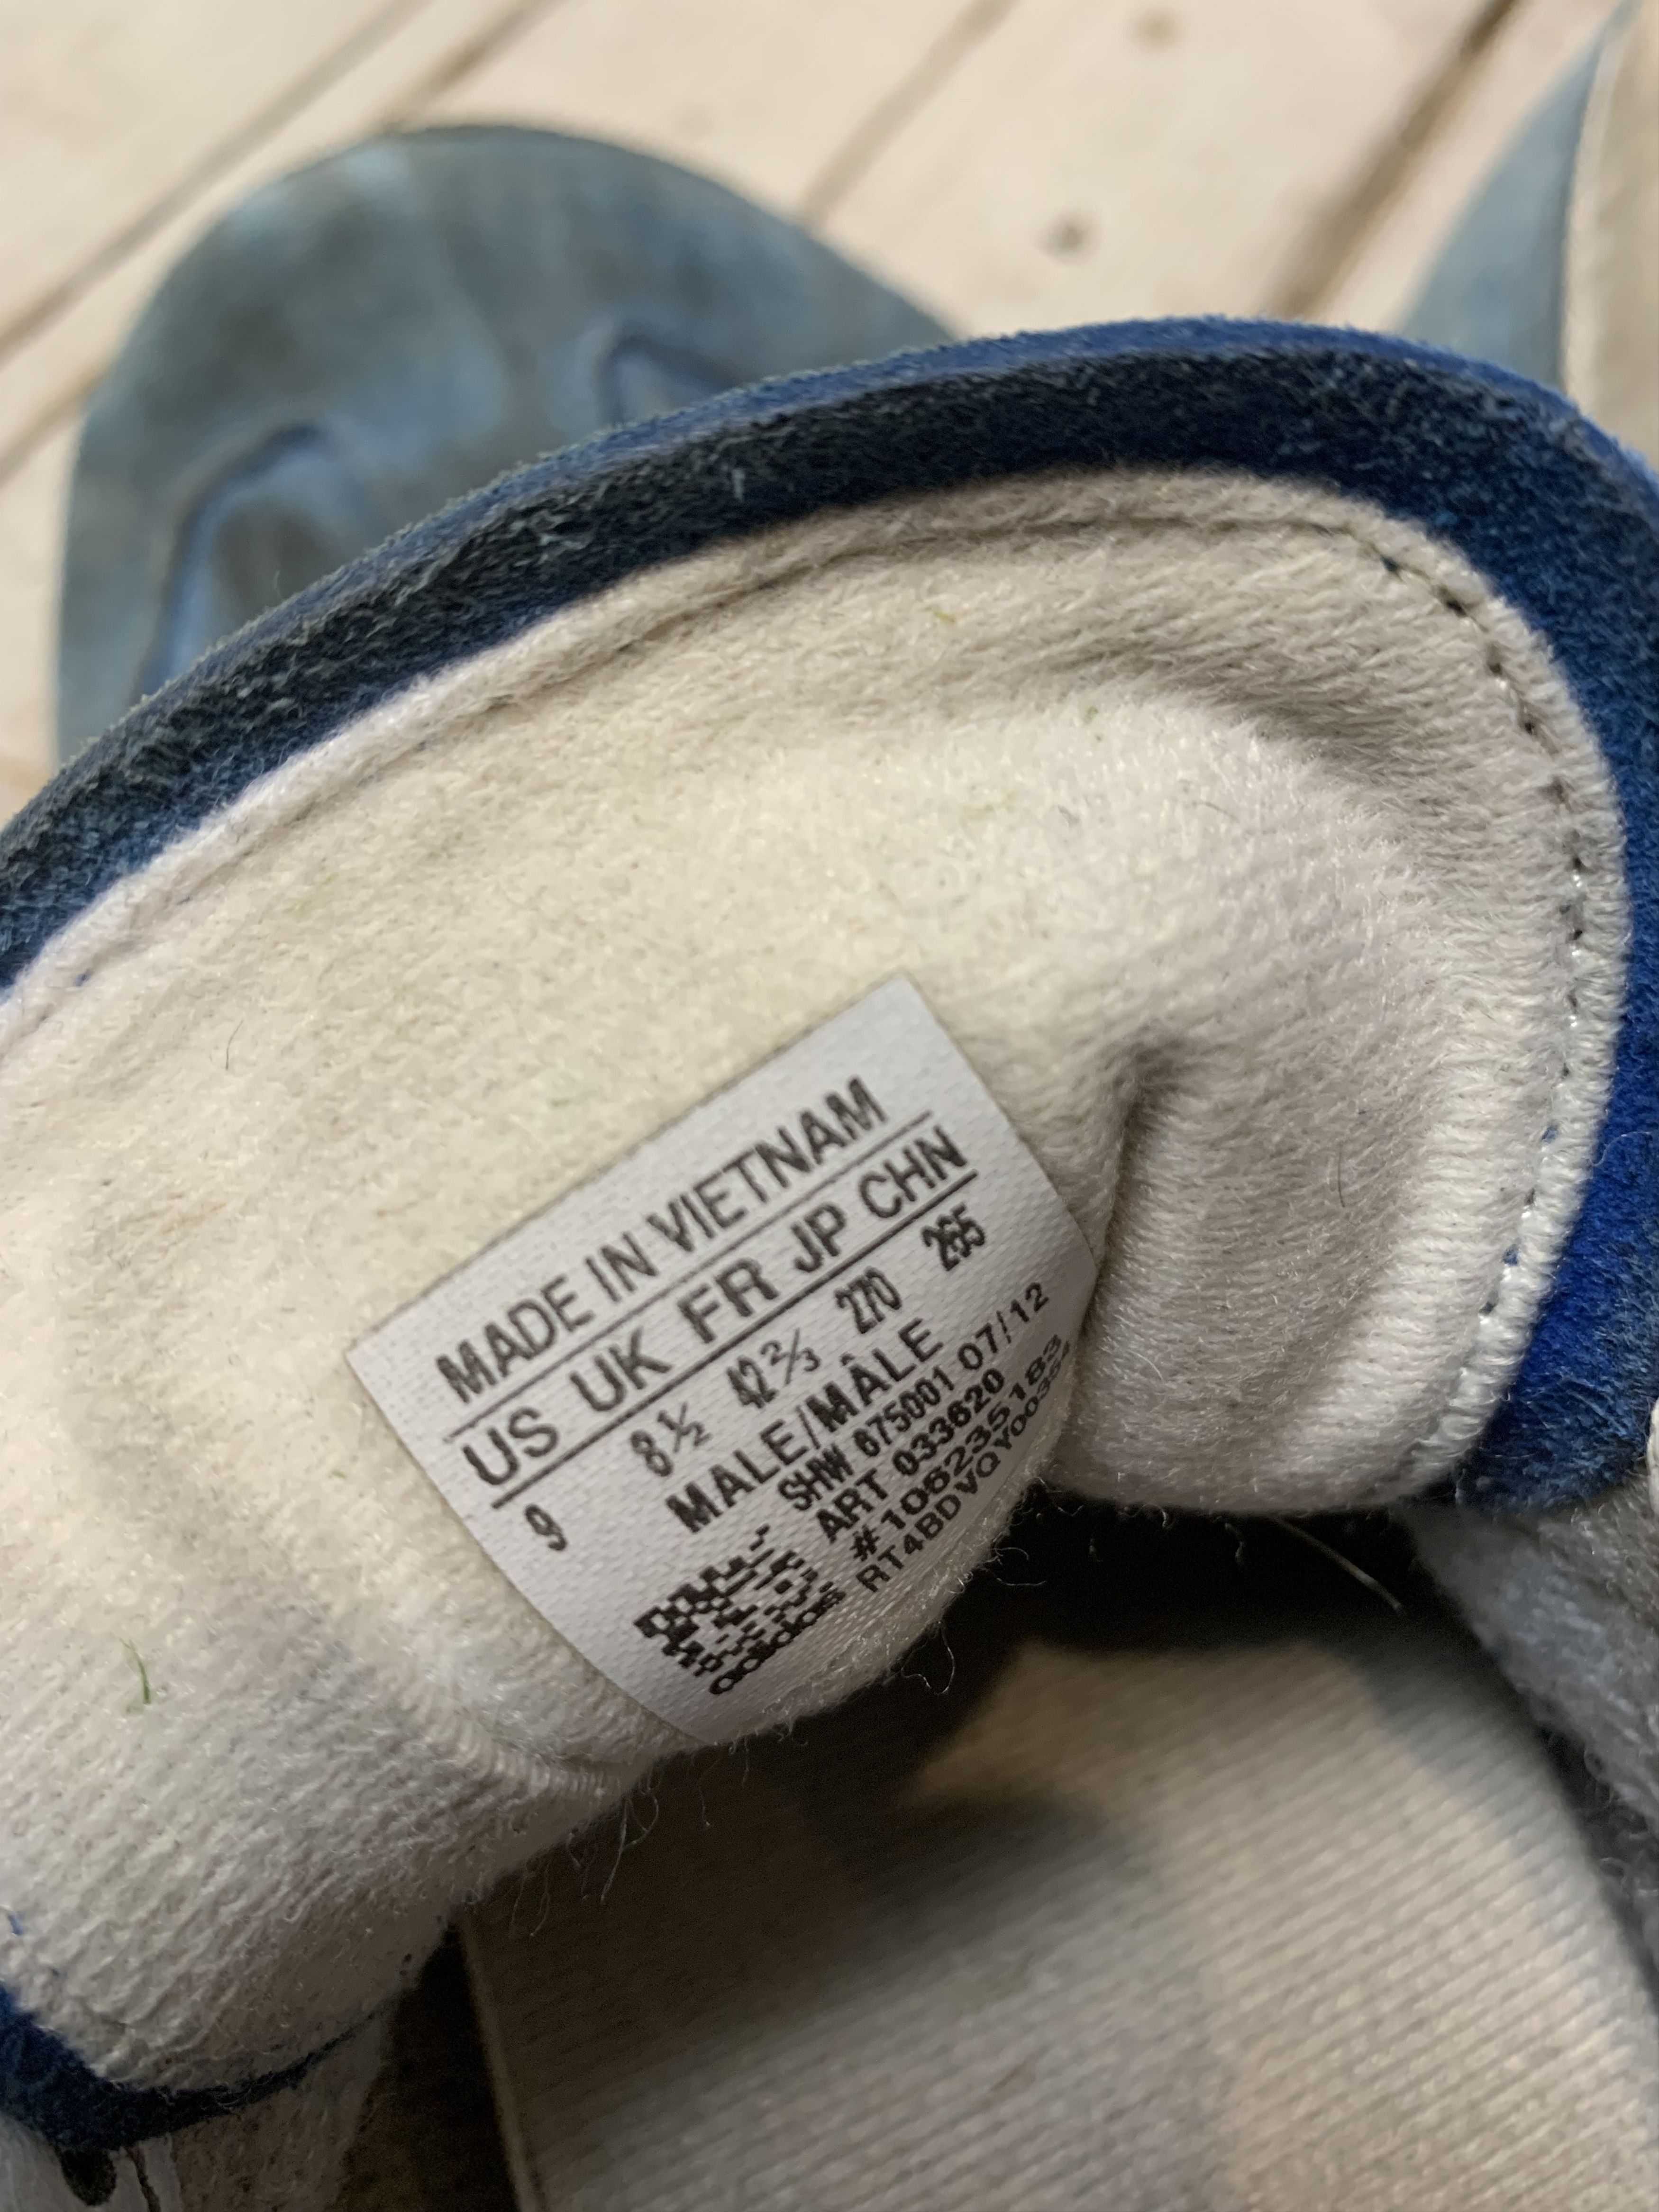 MADE IN VIETNAM
US UK FR JP CHN
9 8½ 42⅔ 270 265
MALE/MÂLE
SHW 675001 07/12
ART 033620
#106235183
adidas